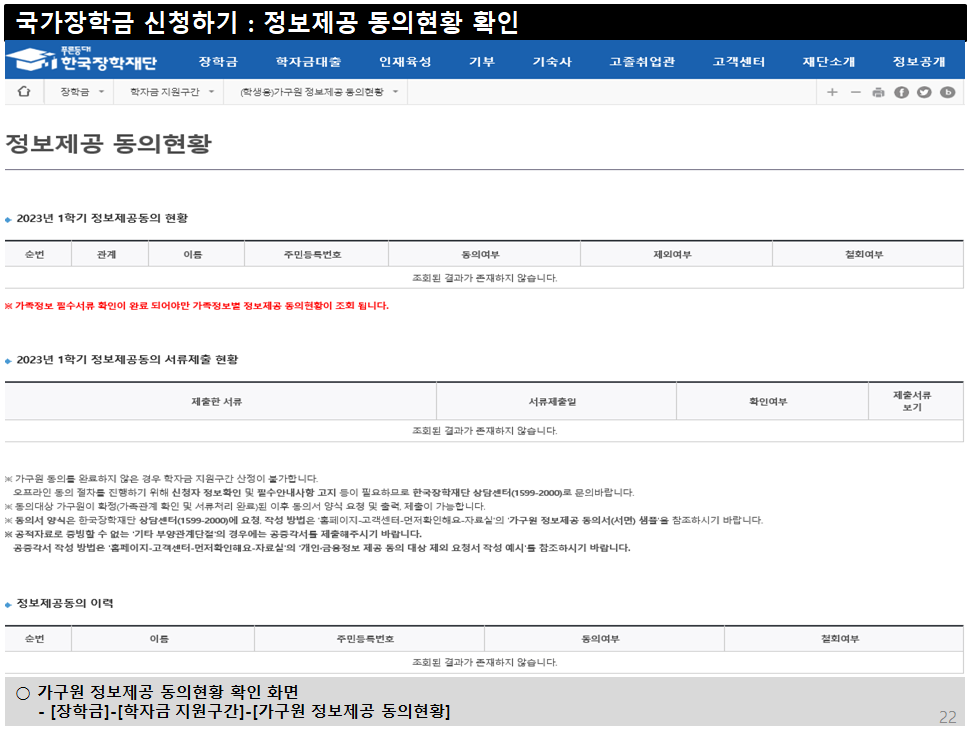 국가장학금 신청하기 : 정보제공 동의현황 확인
푸른등대
한국장학재단 장학금 학자금대출 인재육성 기부 기숙사 고졸취업관 고객센터 재단소개 정보공개
장학금 학자금 지원구간 (학생용)가구원 정보제공 동의현황
정보제공 동의현황
2023년 1학기 정보제공동의 현황
순번 관계 이름 주민등록번호 동의여부 제외여부 철회여부
조회된 결과가 존재하지 않습니다.
※ 가족정보 필수서류 확인이 완료 되어야만 가족정보별 정보제공 동의현황이 조회 됩니다.
2023년 1학기 정보제공동의 서류제출 현황
제출한 서류 서류제출일 확인여부 제출서류
보기
조회된 결과가 존재하지 않습니다.
※ 가구원 동의를 완료하지 않은 경우 학자금 지원구간 산정이 불가합니다.
오프라인 동의 절차를 진행하기 위해 신청자 정보확인 및 필수안내사항 고지 등이 필요하므로 한국장학재단 상담센터(1599-2000)로 문의바랍니다.
※ 동의대상 가구원이 확정(가족관계 확인 및 서류처리 완료)된 이후 동의서 양식 요청 및 출력, 제출이 가능합니다.
※ 동의서 양식은 한국장학재단 상담센터(1599-2000)에 요청, 작성 방법은 '홈페이지-고객센터-먼저확인해요-자료실'의 '가구원 정보제공 동의서(서면) 샘플'을 참조하시기 바랍니다.
※ 공적자료로 증빙할 수 없는 '기타 부양관계단절'의 경우에는 공증각서를 제출해주시기 바랍니다.
공증각서 작성 방법은 '홈페이지-고객센터-먼저확인해요-자료실'의 '개인·금융정보 제공 동의 대상 제외 요청서 작성 예시'를 참조하시기 바랍니다.
정보제공동의 이력
순번 이름 주민등록번호 동의여부 철회여부
조회된 결과가 존재하지 않습니다.
○ 가구원 정보제공 동의현황 확인 화면
- [장학금]-[학자금 지원구간]-[가구원 정보제공 동의현황]
22